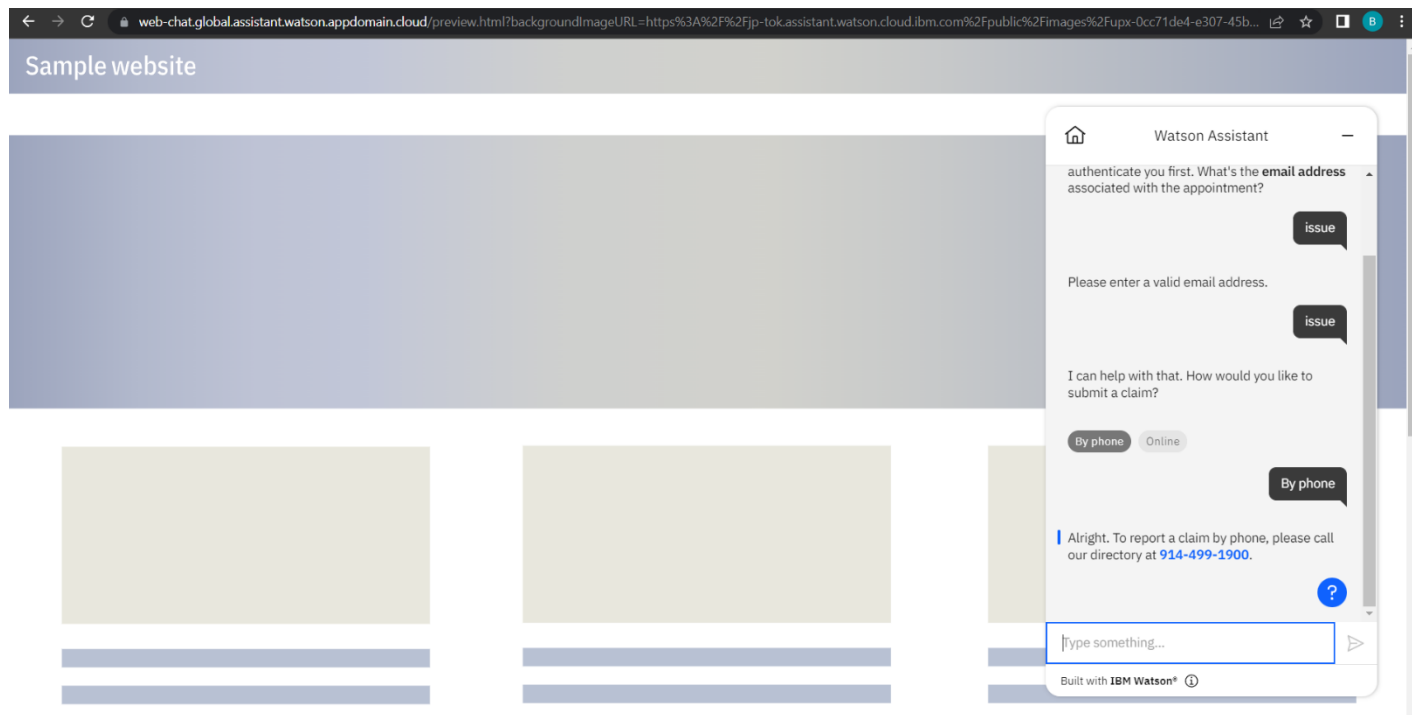 web-chat.global.assistant.watson.appdomain.cloud/preview.html?backgroundImageURL=https%3A%2F%2Fjp-tok.assistant.watson.cloud.ibm.com%2Fpublic%2Fimages%2Fupx-0cc71de4-e307-45b...
B
Sample website
Watson Assistant
authenticate you first. What's the email address
associated with the appointment?
issue
Please enter a valid email address.
issue
I can help with that. How would you like to
submit a claim?
By phone Online
By phone
Alright. To report a claim by phone, please call
our directory at 914-499-1900.
?
Type something...
Built with IBM Watson®